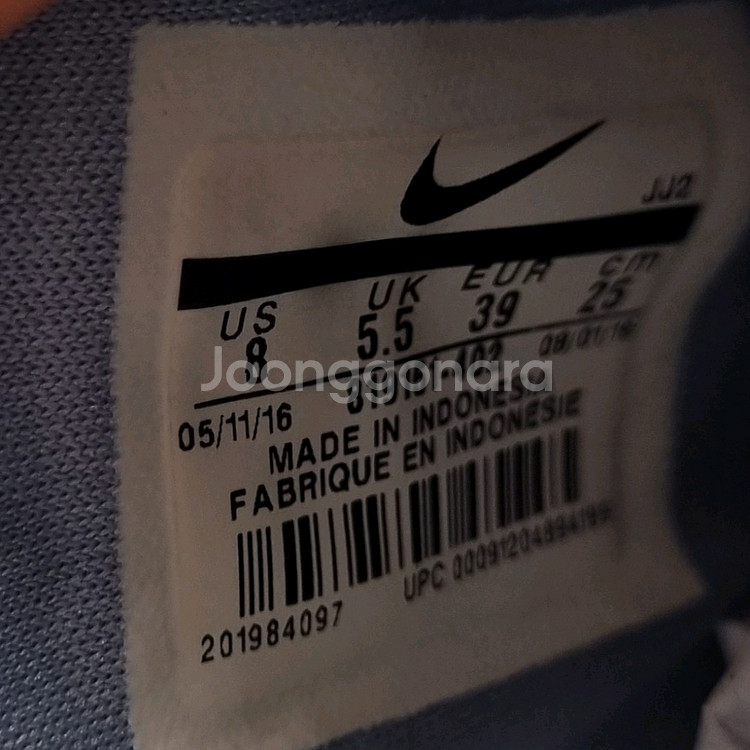 JJ2
US UK EUR cm
8 5.5 39 25
05/11/16
MADE IN INDONESIA
FABRIQUE EN INDONÉSIE
201984097
UPC
Joonggonara